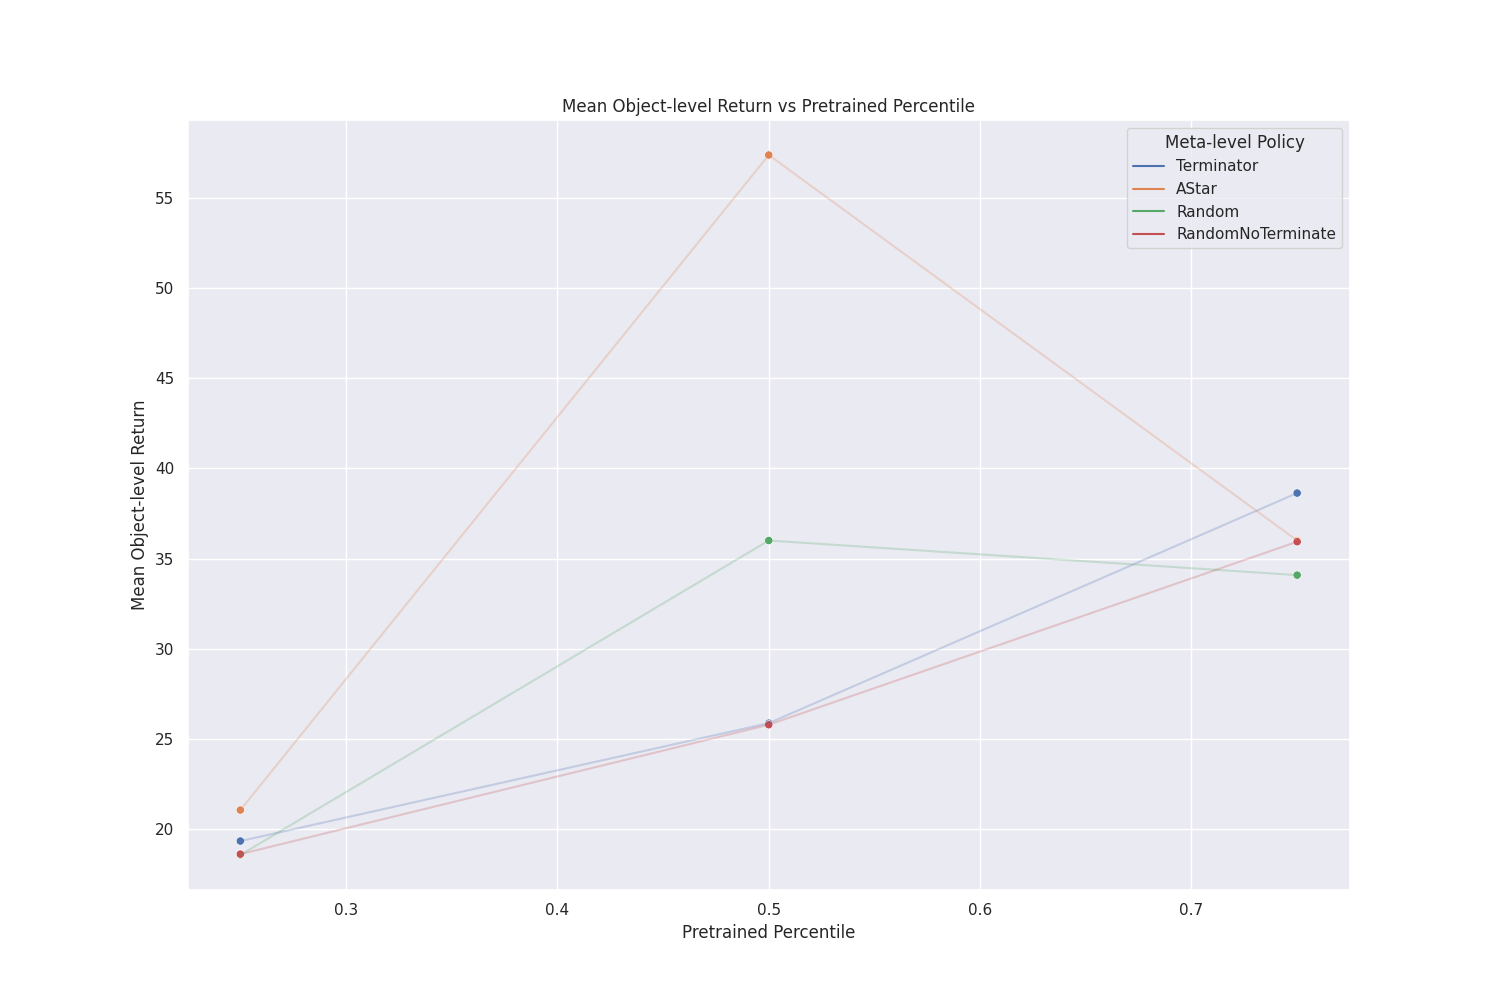 Mean Object-level Return vs Pretrained Percentile
Meta-level Policy
Terminator
AStar
Random
RandomNoTerminate
55
50
45
40
35
30
25
20
Mean Object-level Return
0.3 0.4 0.5 0.6 0.7
Pretrained Percentile